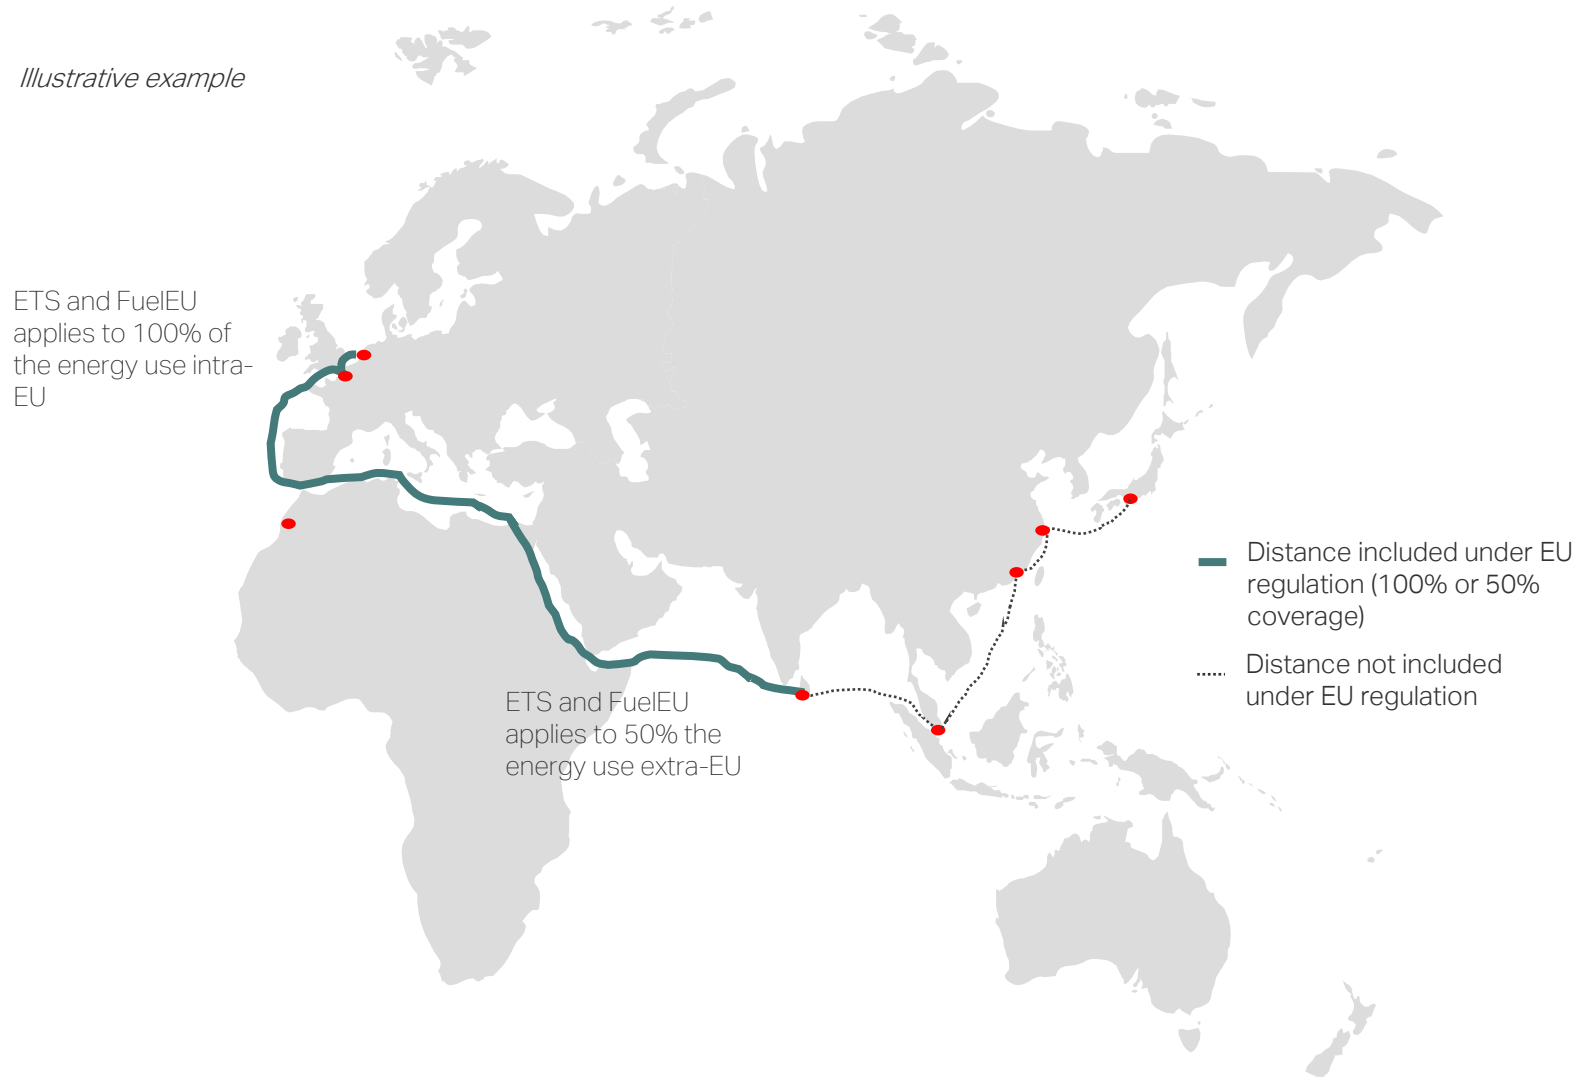 Illustrative example
ETS and FuelEU
applies to 100% of
the energy use intra-
EU
ETS and FuelEU
applies to 50% the
energy use extra-EU
Distance included under EU
regulation (100% or 50%
coverage)
Distance not included
under EU regulation